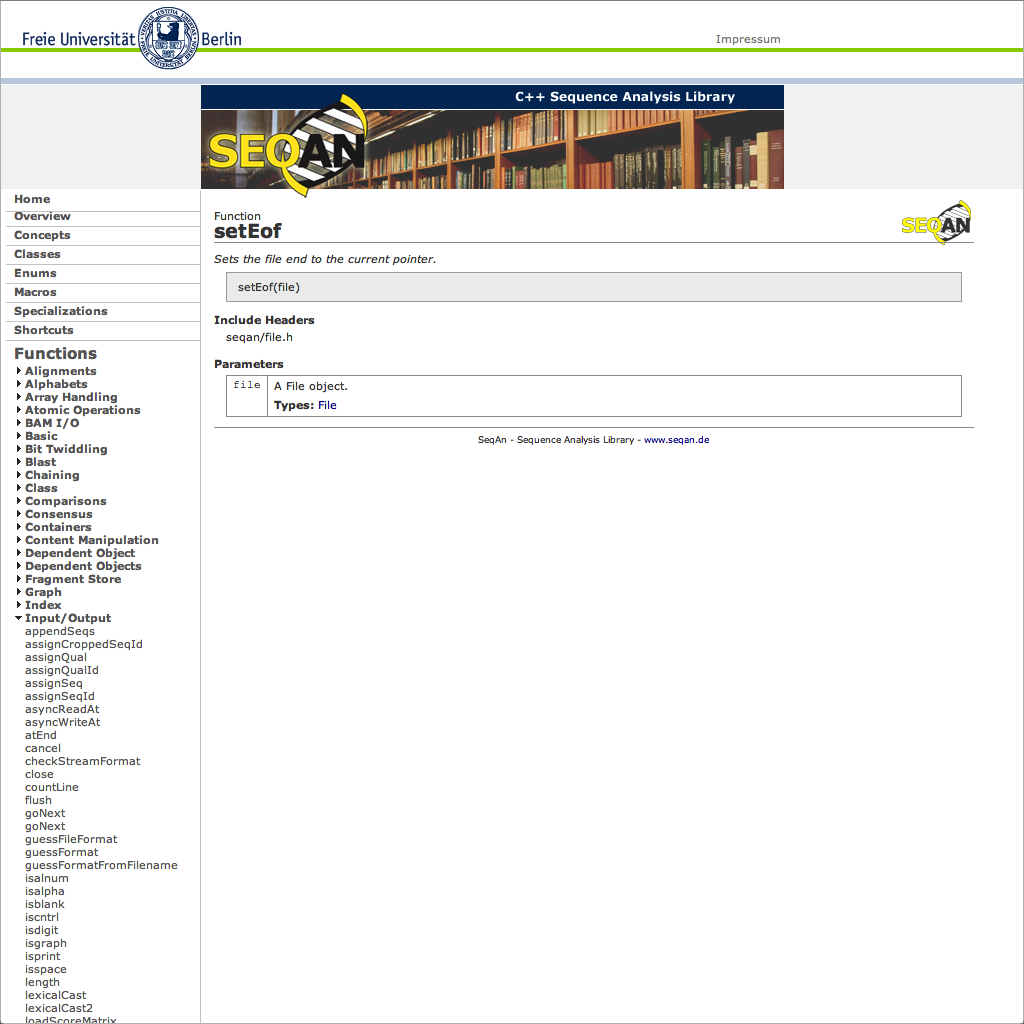 Freie Universität Berlin
Impressum
C++ Sequence Analysis Library
SEQAN
Home
Overview
Concepts
Classes
Enums
Macros
Specializations
Shortcuts
Functions
Alignments
Alphabets
Array Handling
Atomic Operations
BAM I/O
Basic
Bit Twiddling
Blast
Chaining
Class
Comparisons
Consensus
Containers
Content Manipulation
Dependent Object
Dependent Objects
Fragment Store
Graph
Index
Input/Output
appendSeqs
assignCroppedSeqId
assignQual
assignQualId
assignSeq
assignSeqId
asyncReadAt
asyncWriteAt
atEnd
cancel
checkStreamFormat
close
countLine
flush
goNext
goNext
guessFileFormat
guessFormat
guessFormatFromFilename
isalnum
isalpha
isblank
iscntrl
isdigit
isgraph
isprint
isspace
length
lexicalCast
lexicalCast2
loadScoreMatrix
Function
setEof
SEQAN
Sets the file end to the current pointer.
setEof(file)
Include Headers
seqan/file.h
Parameters
file A File object.
Types: File
SeqAn - Sequence Analysis Library - www.seqan.de